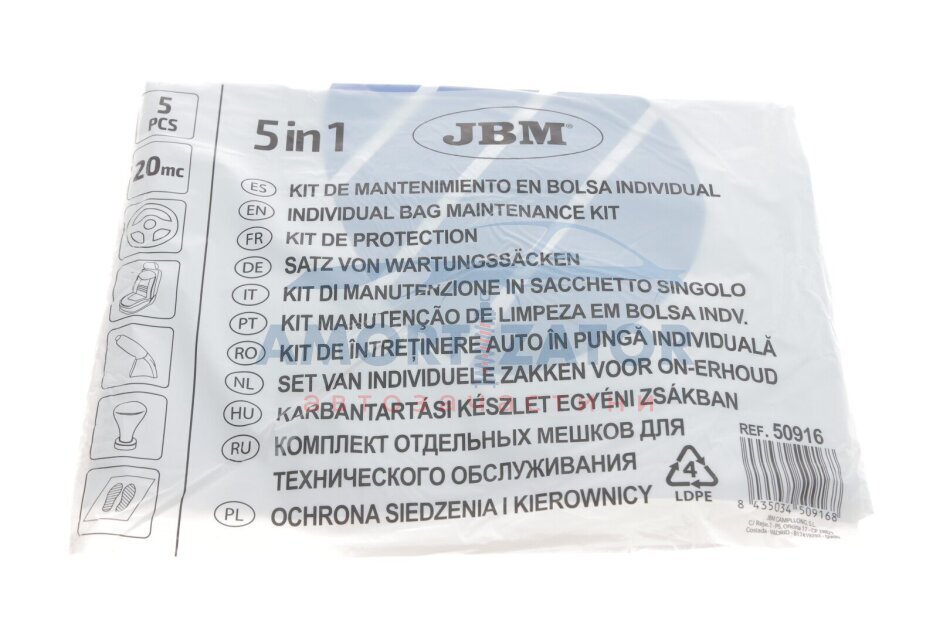 5
PCS
20mc
5 in 1
JBM®
ES KIT DE MANTENIMIENTO EN BOLSA INDIVIDUAL
EN INDIVIDUAL BAG MAINTENANCE KIT
FR KIT DE PROTECTION
DE SATZ VON WARTUNGSSÄCKEN
IT KIT DI MANUTENZIONE IN SACCHETTO SINGOLO
PT KIT MANUTENÇÃO DE LIMPEZA EM BOLSA INDV.
RO KIT DE ÎNTREȚINERE AUTO ÎN PUNGĂ INDIVIDUALĂ
NL SET VAN INDIVIDUELE ZAKKEN VOOR ON-ERHOUD
HU KARBANTARTÁSI KÉSZLET EGYÉNI ZSÁKBAN
RU КОМПЛЕКТ ОТДЕЛЬНЫХ МЕШКОВ ДЛЯ
ТЕХНИЧЕСКОГО ОБСЛУЖИВАНИЯ
PL OCHRONA SIEDZENIA I KIEROWNICY
AMORTIZATOR
автозапчастини
4
LDPE
REF. 50916
8 435034 509168
JBM CAMPLLONG, S.L.